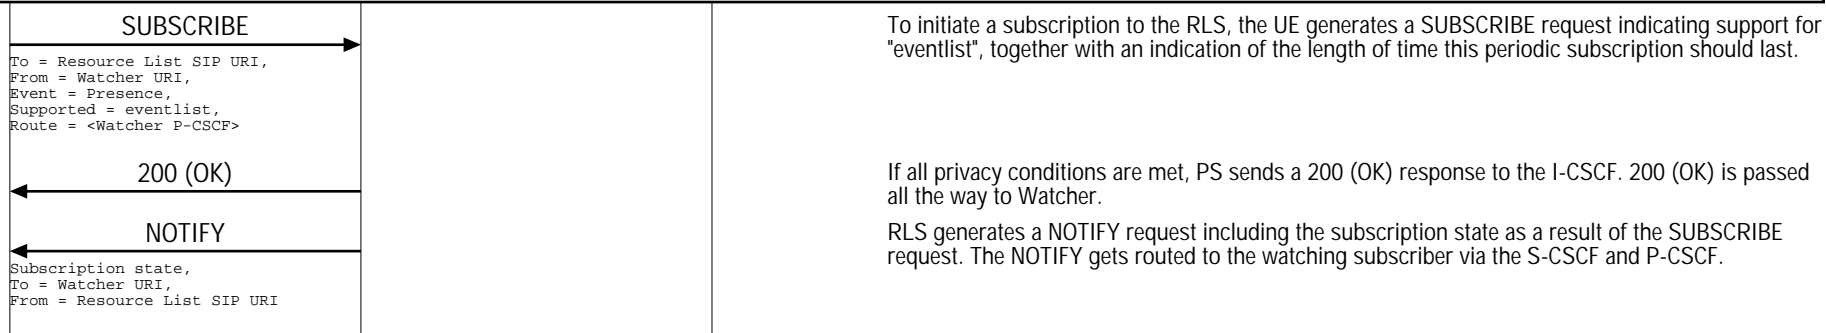 SUBSCRIBE
To initiate a subscription to the RLS, the UE generates a SUBSCRIBE request indicating support for
"eventlist", together with an indication of the length of time this periodic subscription should last.
To = Resource List SIP URI,
From = Watcher URI,
Event = Presence,
Supported = eventlist,
Route = <Watcher P-CSCF>
200 (OK)
If all privacy conditions are met, PS sends a 200 (OK) response to the I-CSCF. 200 (OK) is passed
all the way to Watcher.
NOTIFY
RLS generates a NOTIFY request including the subscription state as a result of the SUBSCRIBE
request. The NOTIFY gets routed to the watching subscriber via the S-CSCF and P-CSCF.
Subscription state,
To = Watcher URI,
From = Resource List SIP URI